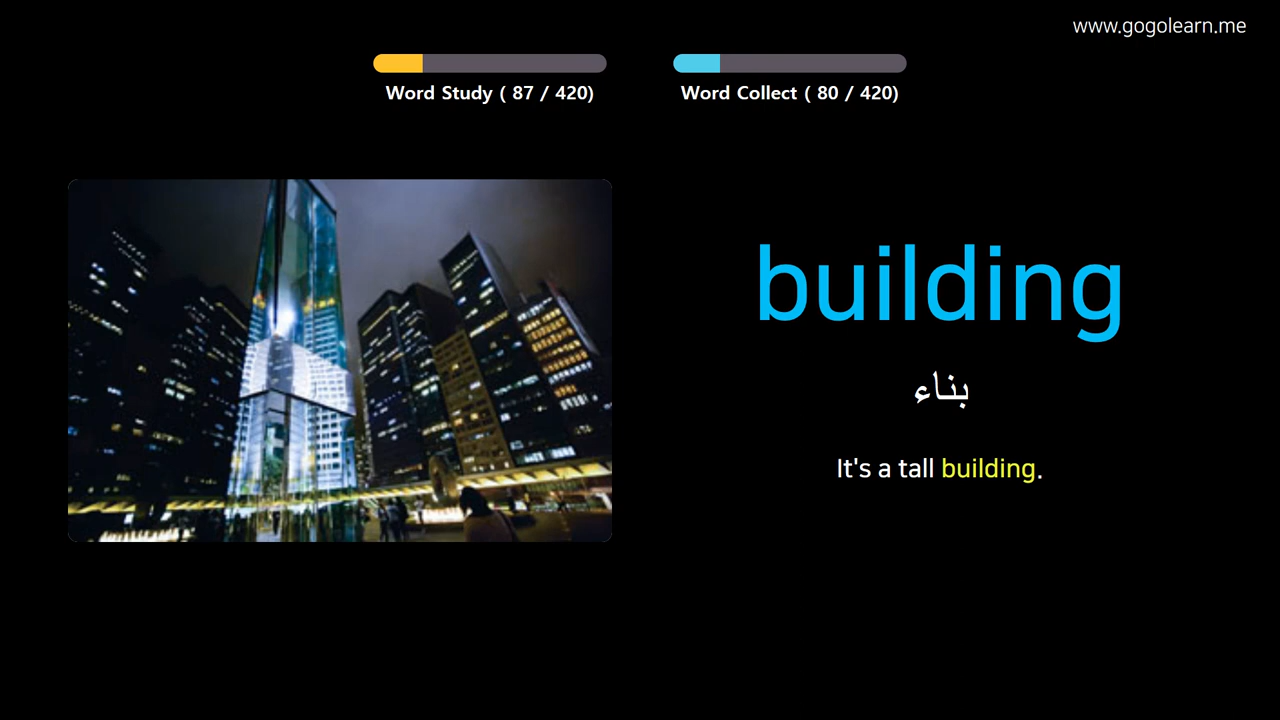 www.gogolearn.me
Word Study ( 87 / 420)
Word Collect ( 80 / 420)
building
بناء
It's a tall building.